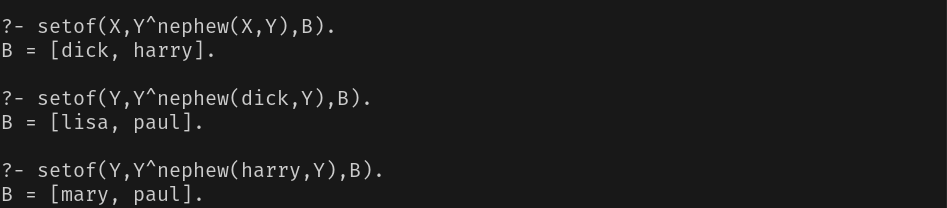 ?- setof(X,Y^nephew(X,Y),B).
B = [dick, harry].
?- setof(Y,Y^nephew(dick,Y),B).
B = [lisa, paul].
?- setof(Y,Y^nephew(harry,Y),B).
B = [mary, paul].